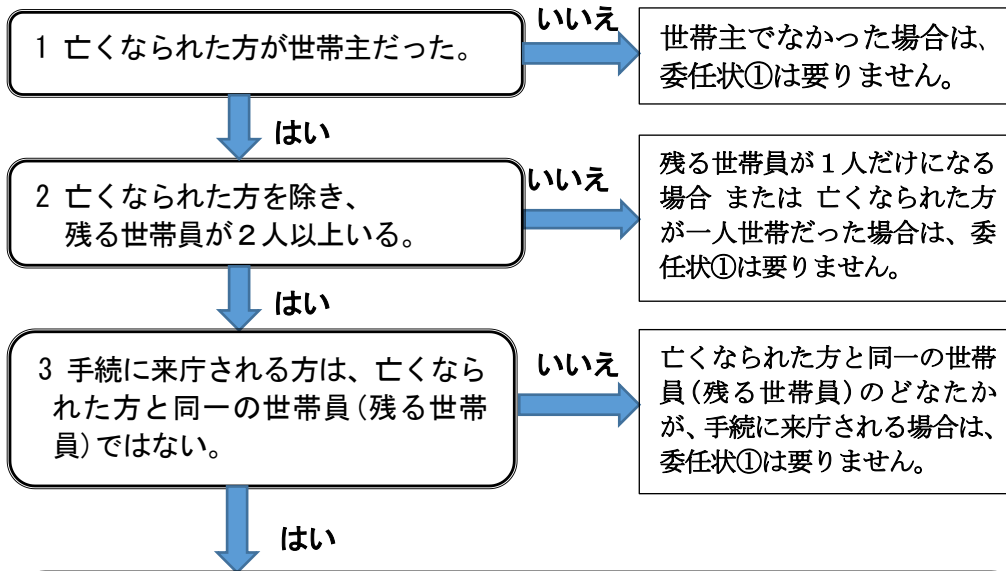 1 亡くなられた方が世帯主だった。
いいえ
世帯主でなかった場合は、
委任状①は要りません。
はい
2 亡くなられた方を除き、
残る世帯員が２人以上いる。
いいえ
残る世帯員が１人だけになる
場合 または 亡くなられた方
が一人世帯だった場合は、委
任状①は要りません。
はい
3 手続に来庁される方は、亡くなら
れた方と同一の世帯員(残る世帯
員)ではない。
いいえ
亡くなられた方と同一の世帯
員(残る世帯員)のどなたか
が、手続に来庁される場合は、
委任状①は要りません。
はい